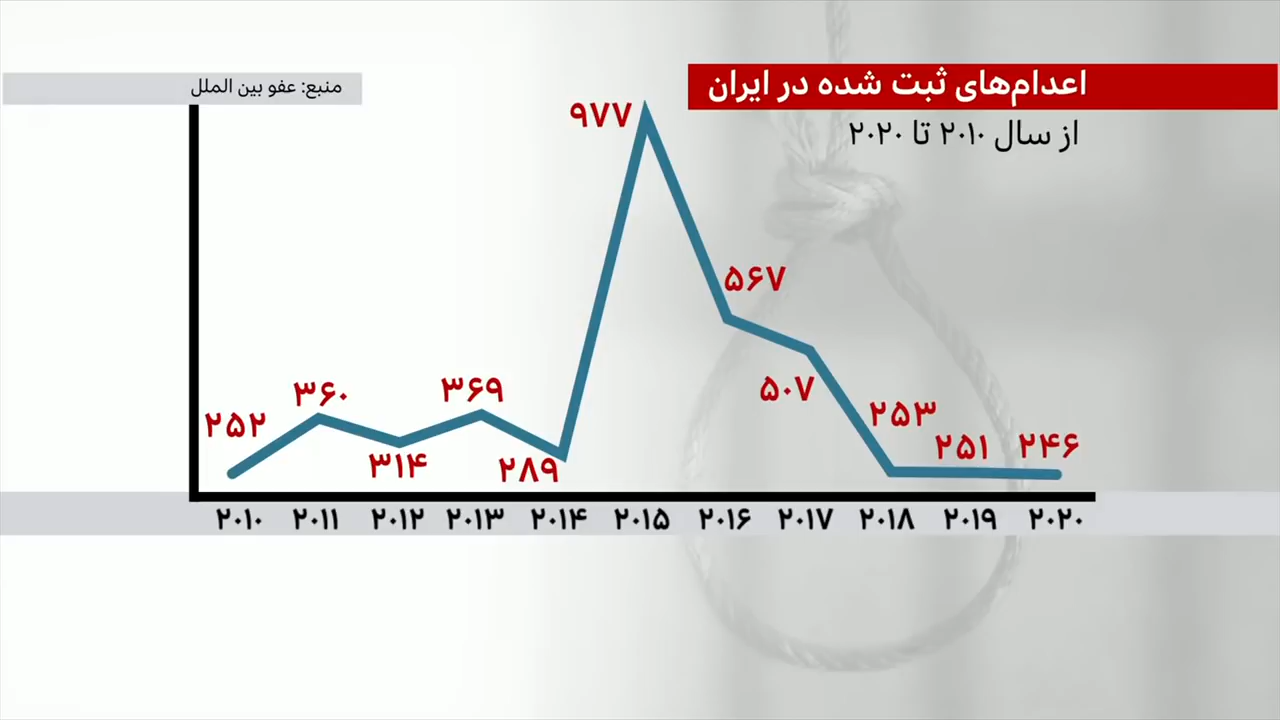 اعدام‌های ثبت شده در ایران
از سال ۲۰۱۰ تا ۲۰۲۰
منبع: عفو بین الملل
۲۵۲
۳۶۰
۳۱۴
۳۶۹
۲۸۹
۹۷۷
۵۶۷
۵۰۷
۲۵۳
۲۵۱
۲۴۶
۲۰۱۰ ۲۰۱۱ ۲۰۱۲ ۲۰۱۳ ۲۰۱۴ ۲۰۱۵ ۲۰۱۶ ۲۰۱۷ ۲۰۱۸ ۲۰۱۹ ۲۰۲۰